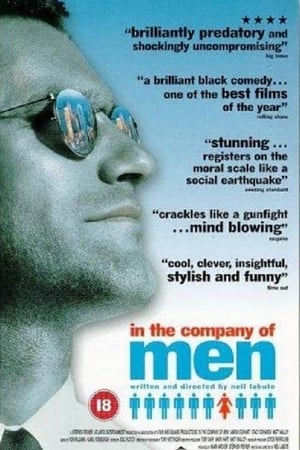 ★★★★
"brilliantly predatory and
shockingly uncompromising"
big issue
"a brilliant black comedy...
one of the best films
of the year"
rolling stone
"stunning ...
registers on the
moral scale like a
social earthquake"
evening standard
"crackles like a gunfight
...mind blowing"
esquire
"cool, clever, insightful,
stylish and funny"
time out
in the company of
men
written and directed by neil labute
18